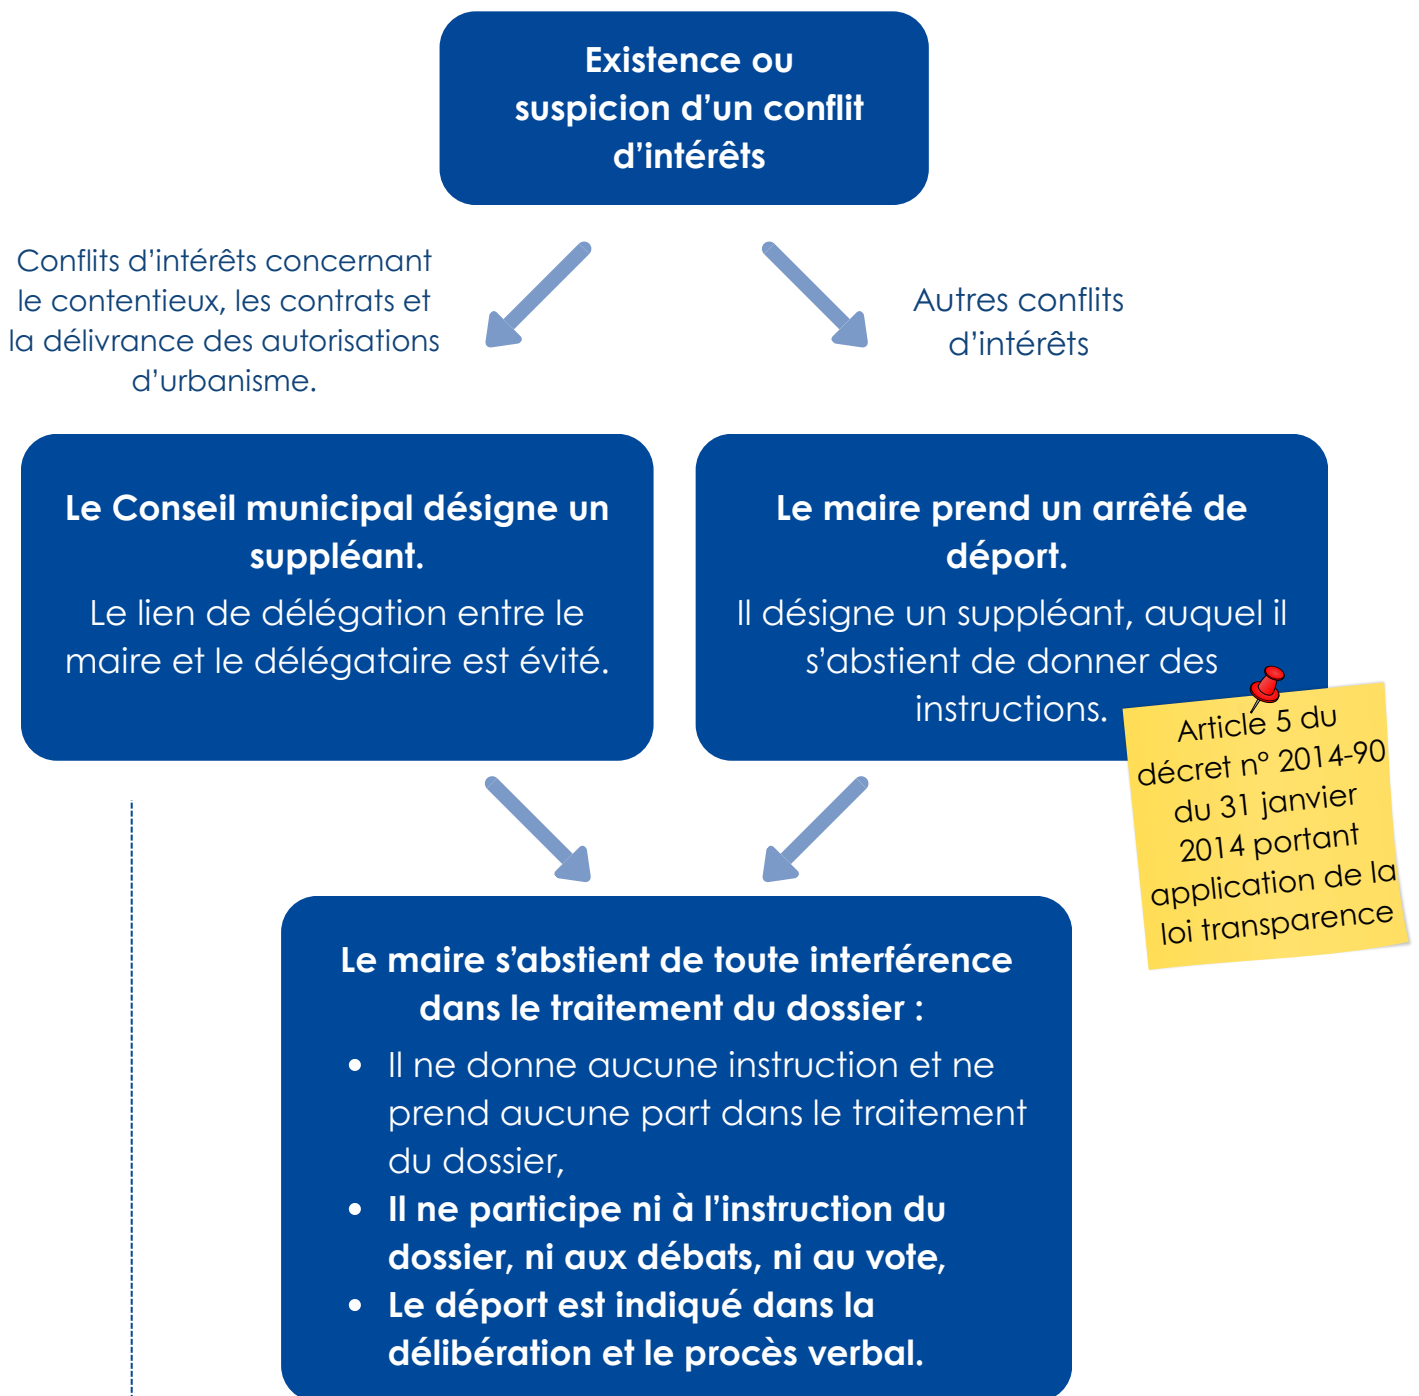 Existence ou
suspicion d'un conflit
d'intérêts
Conflits d'intérêts concernant
le contentieux, les contrats et
la délivrance des autorisations
d'urbanisme.
Autres conflits
d'intérêts
Le Conseil municipal désigne un
suppléant.
Le lien de délégation entre le
maire et le délégataire est évité.
Le maire prend un arrêté de
déport.
Il désigne un suppléant, auquel il
s'abstient de donner des
instructions.
Article 5 du
décret n° 2014-90
du 31 janvier
2014 portant
application de la
loi transparence
Le maire s'abstient de toute interférence
dans le traitement du dossier :
• Il ne donne aucune instruction et ne
prend aucune part dans le traitement
du dossier,
• Il ne participe ni à l'instruction du
dossier, ni aux débats, ni au vote,
• Le déport est indiqué dans la
délibération et le procès verbal.